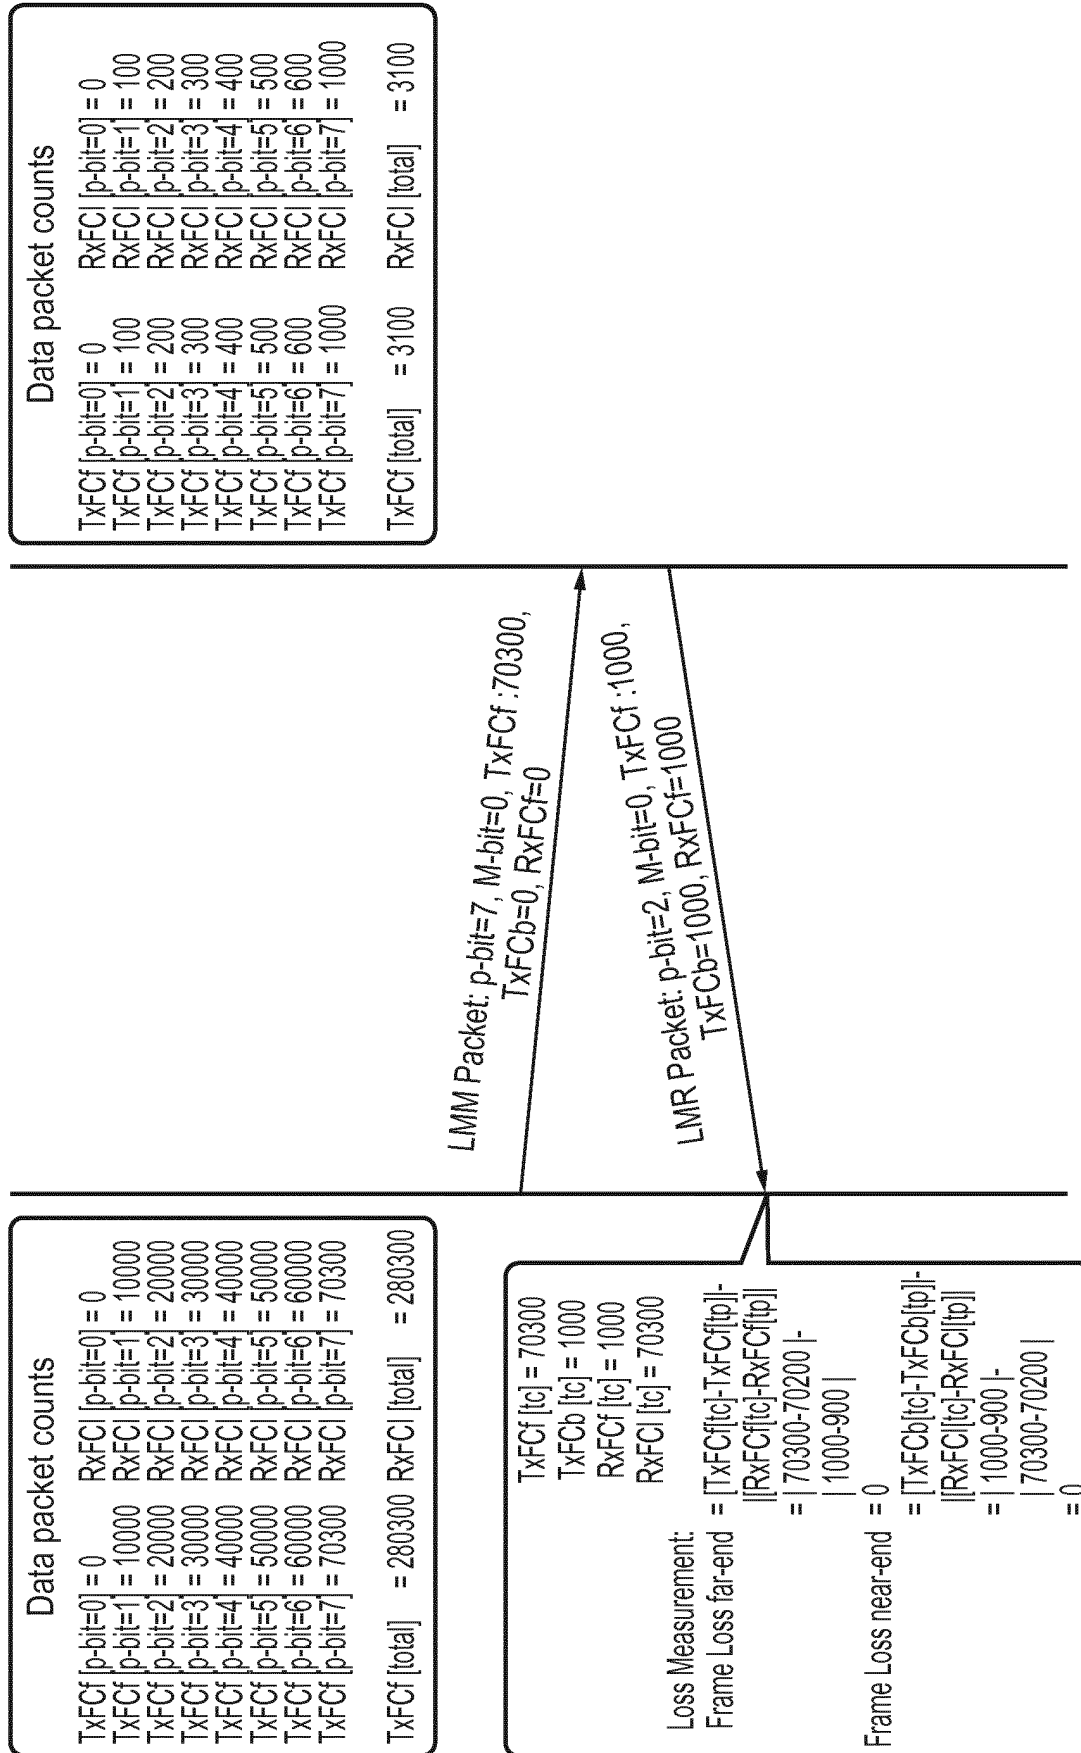 Data packet counts
TxFCf [p-bit=0] = 0 RxFCl [p-bit=0] = 0
TxFCf [p-bit=1] = 10000 RxFCl [p-bit=1] = 10000
TxFCf [p-bit=2] = 20000 RxFCl [p-bit=2] = 20000
TxFCf [p-bit=3] = 30000 RxFCl [p-bit=3] = 30000
TxFCf [p-bit=4] = 40000 RxFCl [p-bit=4] = 40000
TxFCf [p-bit=5] = 50000 RxFCl [p-bit=5] = 50000
TxFCf [p-bit=6] = 60000 RxFCl [p-bit=6] = 60000
TxFCf [p-bit=7] = 70300 RxFCl [p-bit=7] = 70300
TxFCf [total] = 280300 RxFCl [total] = 280300
Data packet counts
TxFCf [p-bit=0] = 0 RxFCl [p-bit=0] = 0
TxFCf [p-bit=1] = 100 RxFCl [p-bit=1] = 100
TxFCf [p-bit=2] = 200 RxFCl [p-bit=2] = 200
TxFCf [p-bit=3] = 300 RxFCl [p-bit=3] = 300
TxFCf [p-bit=4] = 400 RxFCl [p-bit=4] = 400
TxFCf [p-bit=5] = 500 RxFCl [p-bit=5] = 500
TxFCf [p-bit=6] = 600 RxFCl [p-bit=6] = 600
TxFCf [p-bit=7] = 1000 RxFCl [p-bit=7] = 1000
TxFCf [total] = 3100 RxFCl [total] = 3100
LMM Packet: p-bit=7, M-bit=0, TxFCf :70300,
TxFCb=0, RxFCf=0
LMR Packet: p-bit=2, M-bit=0, TxFCf :1000,
TxFCb=1000, RxFCf=1000
TxFCf [tc] = 70300
TxFCb [tc] = 1000
RxFCf [tc] = 1000
RxFCl [tc] = 70300
Loss Measurement:
Frame Loss far-end = [TxFCf[tc]-TxFCf[tp]|-
|[RxFCf[tc]-RxFCf[tp]|
= | 70300-70200 |-
| 1000-900 |
= 0
Frame Loss near-end = [TxFCb[tc]-TxFCb[tp]|-
|[RxFCl[tc]-RxFCl[tp]|
= | 1000-900 |-
| 70300-70200 |
= 0